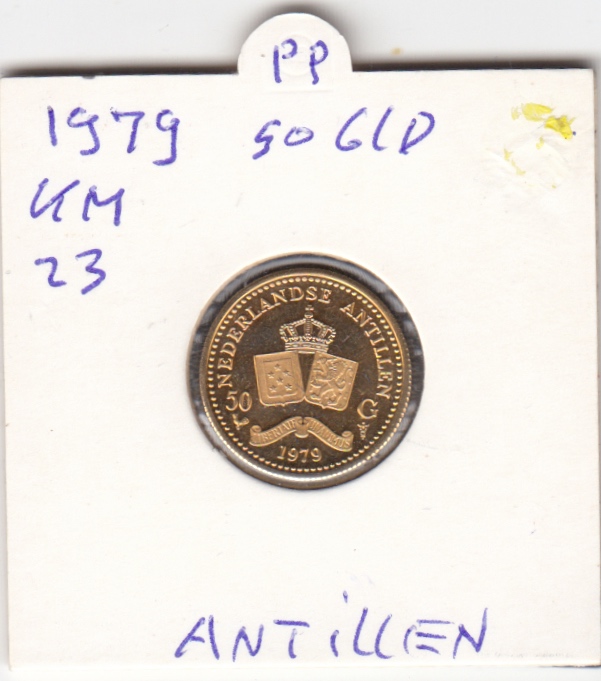 PP
1979 50 GLD
KM
23
NEDERLANDSE ANTILLEN
50 G
1979
ANTILLEN